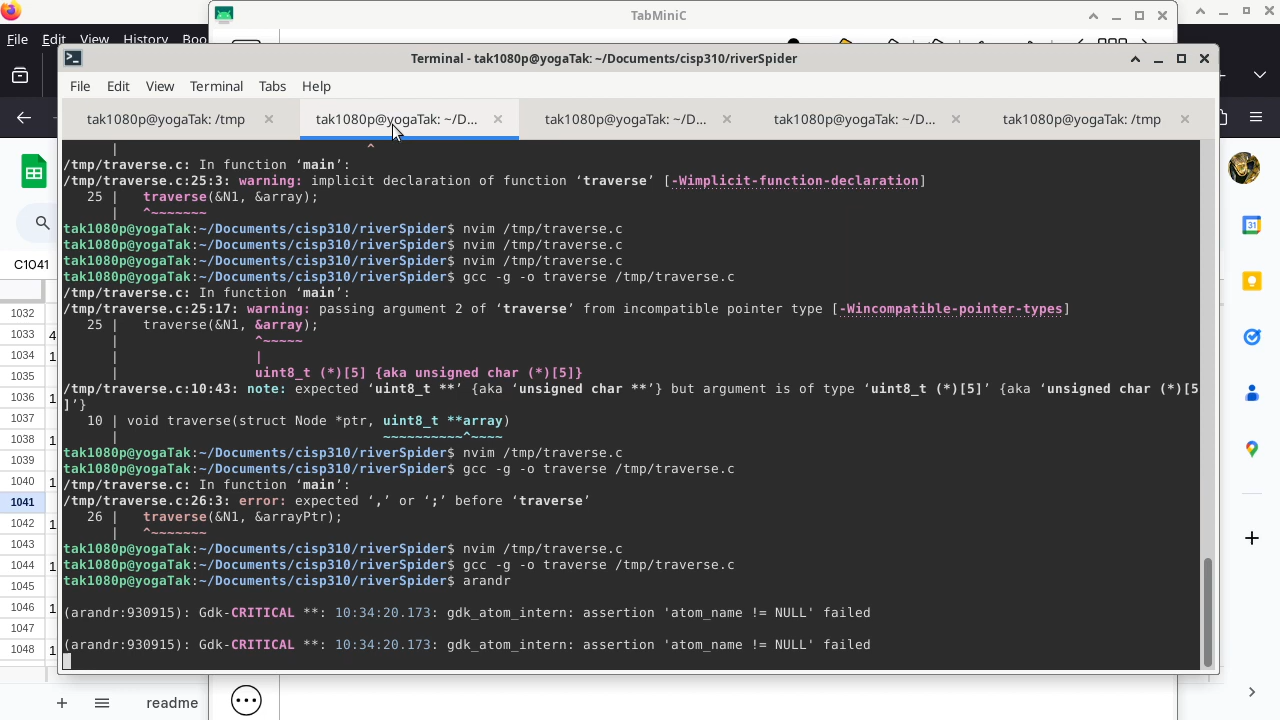 TabMiniC
File Edit View History Boo
Terminal - tak1080p@yogaTak: ~/Documents/cisp310/riverSpider
File Edit View Terminal Tabs Help
tak1080p@yogaTak: /tmp
tak1080p@yogaTak: ~/D...
tak1080p@yogaTak: ~/D...
tak1080p@yogaTak: ~/D...
tak1080p@yogaTak: /tmp
| ^
/tmp/traverse.c: In function ‘main’:
/tmp/traverse.c:25:3: warning: implicit declaration of function ‘traverse’ [-Wimplicit-function-declaration]
25 | traverse(&N1, &array);
| ^~~~~~~~
tak1080p@yogaTak:~/Documents/cisp310/riverSpider$ nvim /tmp/traverse.c
tak1080p@yogaTak:~/Documents/cisp310/riverSpider$ nvim /tmp/traverse.c
tak1080p@yogaTak:~/Documents/cisp310/riverSpider$ nvim /tmp/traverse.c
tak1080p@yogaTak:~/Documents/cisp310/riverSpider$ gcc -g -o traverse /tmp/traverse.c
/tmp/traverse.c: In function ‘main’:
/tmp/traverse.c:25:17: warning: passing argument 2 of ‘traverse’ from incompatible pointer type [-Wincompatible-pointer-types]
25 | traverse(&N1, &array);
| ^~~~~~
| |
| uint8_t (*)[5] {aka unsigned char (*)[5]}
/tmp/traverse.c:10:43: note: expected ‘uint8_t **’ {aka ‘unsigned char **’} but argument is of type ‘uint8_t (*)[5]’ {aka ‘unsigned char (*)[5
]’}
10 | void traverse(struct Node *ptr, uint8_t **array)
| ~~~~~~~~~~^~~~~
tak1080p@yogaTak:~/Documents/cisp310/riverSpider$ nvim /tmp/traverse.c
tak1080p@yogaTak:~/Documents/cisp310/riverSpider$ gcc -g -o traverse /tmp/traverse.c
/tmp/traverse.c: In function ‘main’:
/tmp/traverse.c:26:3: error: expected ‘,’ or ‘;’ before ‘traverse’
26 | traverse(&N1, &arrayPtr);
| ^~~~~~~~
tak1080p@yogaTak:~/Documents/cisp310/riverSpider$ nvim /tmp/traverse.c
tak1080p@yogaTak:~/Documents/cisp310/riverSpider$ gcc -g -o traverse /tmp/traverse.c
tak1080p@yogaTak:~/Documents/cisp310/riverSpider$ arandr
(arandr:930915): Gdk-CRITICAL **: 10:34:20.173: gdk_atom_intern: assertion 'atom_name != NULL' failed
(arandr:930915): Gdk-CRITICAL **: 10:34:20.173: gdk_atom_intern: assertion 'atom_name != NULL' failed
C1041
1032
1033 4
1034 1
1035
1036 1
1037
1038 1
1039
1040 1
1041
1042 1
1043
1044 1
1045
1046 1
1047
1048 1
readme
31